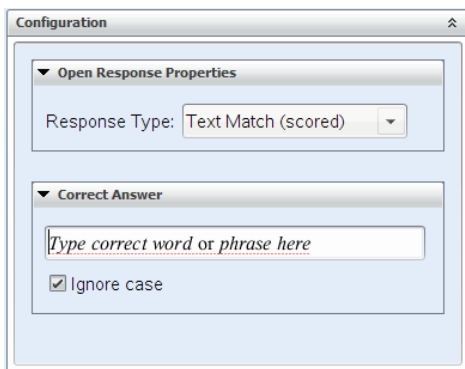 Configuration
Open Response Properties
Response Type: Text Match (scored)
Correct Answer
Type correct word or phrase here
Ignore case